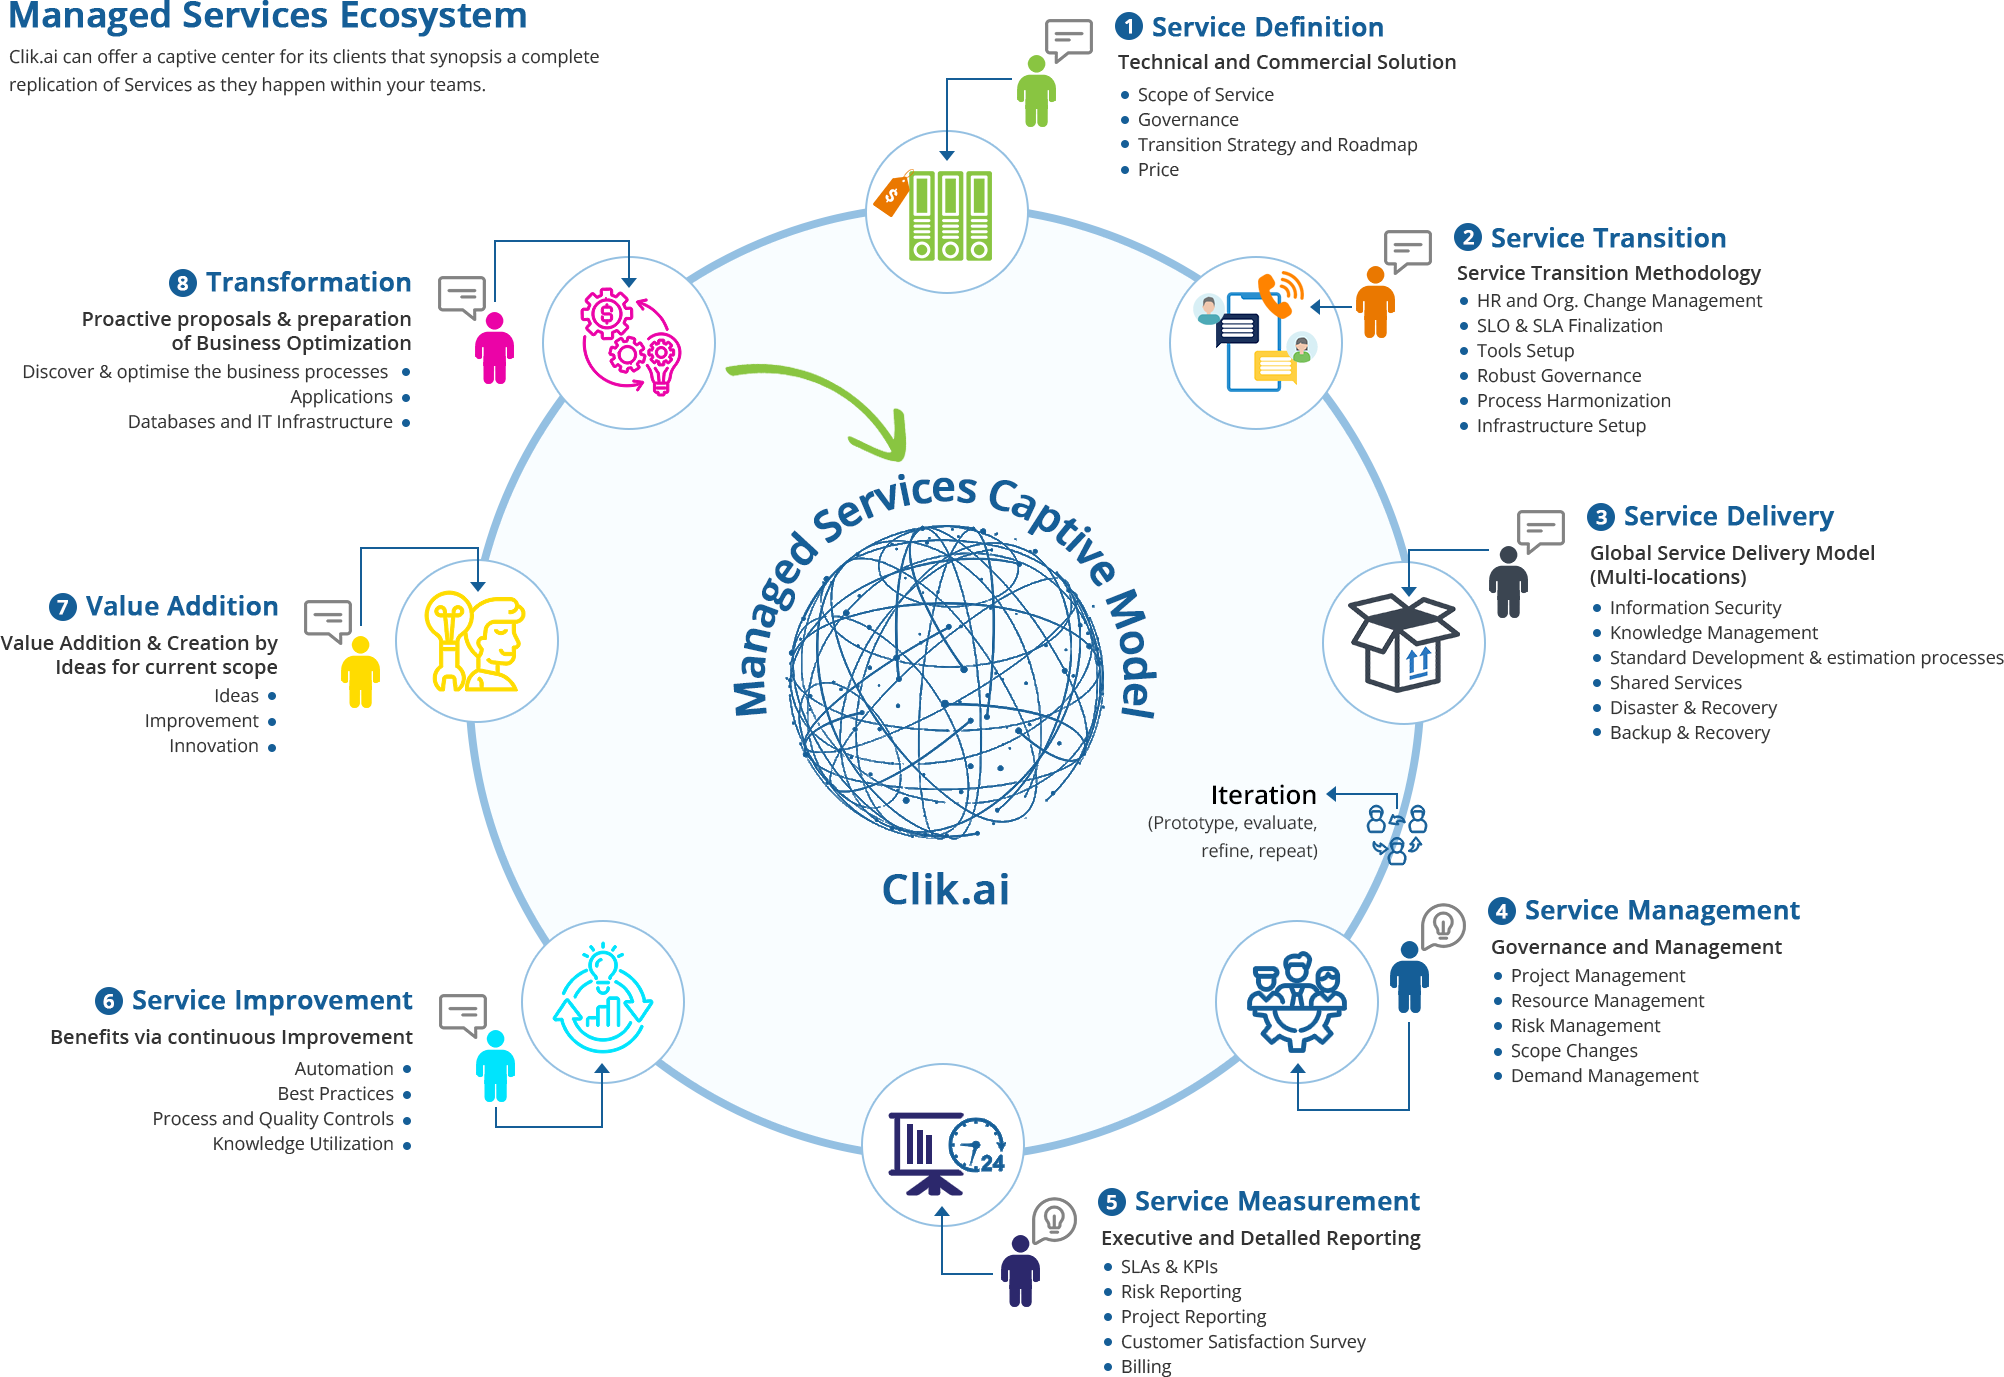 Managed Services Ecosystem
Clik.ai can offer a captive center for its clients that synopsis a complete
replication of Services as they happen within your teams.
1 Service Definition
Technical and Commercial Solution
Scope of Service
Governance
Transition Strategy and Roadmap
Price
$
2 Service Transition
Service Transition Methodology
HR and Org. Change Management
SLO & SLA Finalization
Tools Setup
Robust Governance
Process Harmonization
Infrastructure Setup
3 Service Delivery
Global Service Delivery Model
(Multi-locations)
Information Security
Knowledge Management
Standard Development & estimation processes
Shared Services
Disaster & Recovery
Backup & Recovery
Iteration
(Prototype, evaluate,
refine, repeat)
4 Service Management
Governance and Management
Project Management
Resource Management
Risk Management
Scope Changes
Demand Management
5 Service Measurement
Executive and Detailed Reporting
SLAs & KPIs
Risk Reporting
Project Reporting
Customer Satisfaction Survey
Billing
24
6 Service Improvement
Benefits via continuous Improvement
Automation
Best Practices
Process and Quality Controls
Knowledge Utilization
7 Value Addition
Value Addition & Creation by
Ideas for current scope
Ideas
Improvement
Innovation
8 Transformation
Proactive proposals & preparation
of Business Optimization
Discover & optimise the business processes
Applications
Databases and IT Infrastructure
$
Managed Services Captive Model
Clik.ai